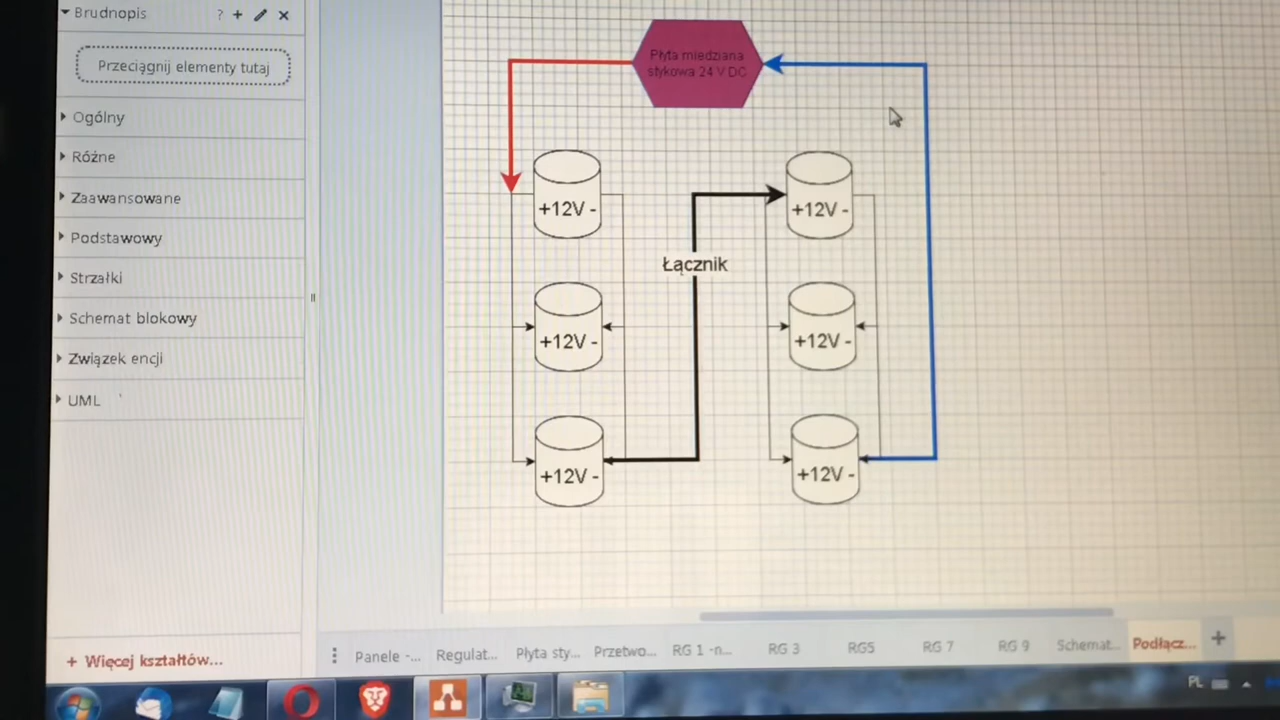 Brudnopis
?
Przeciągnij elementy tutaj
Ogólny
Różne
Zaawansowane
Podstawowy
Strzałki
Schemat blokowy
Związek encji
UML
+ Więcej kształtów...
Płyta miedziana
stykowa 24 V DC
+12V -
+12V -
Łącznik
+12V -
+12V -
+12V -
+12V -
Panele -...
Regulat...
Płyta sty...
Przetwo...
RG 1 -n...
RG 3
RG5
RG 7
RG 9
Schemat...
Podłącz...
PL